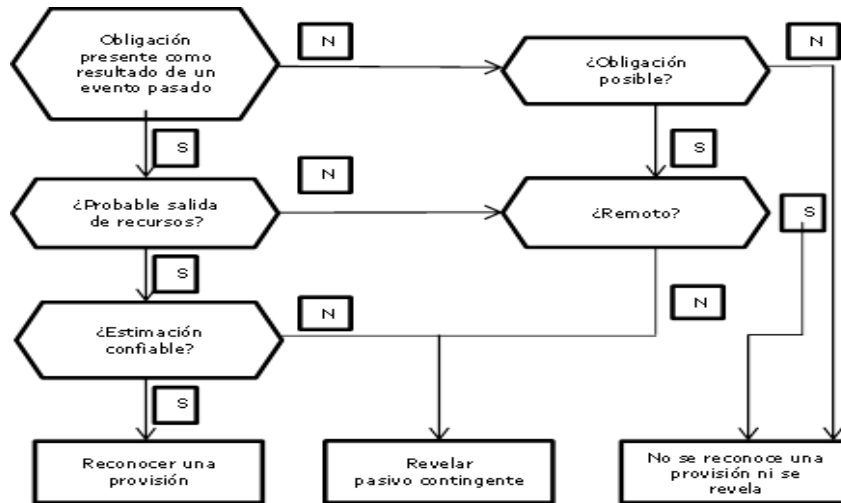 Obligación
presente como
resultado de un
evento pasado
N
¿Obligación
posible?
N
S
S
¿Probable salida
de recursos?
N
¿Remoto?
S
S
N
N
¿Estimación
confiable?
S
Reconocer una
provisión
Revelar
pasivo contingente
No se reconoce una
provisión ni se
revela